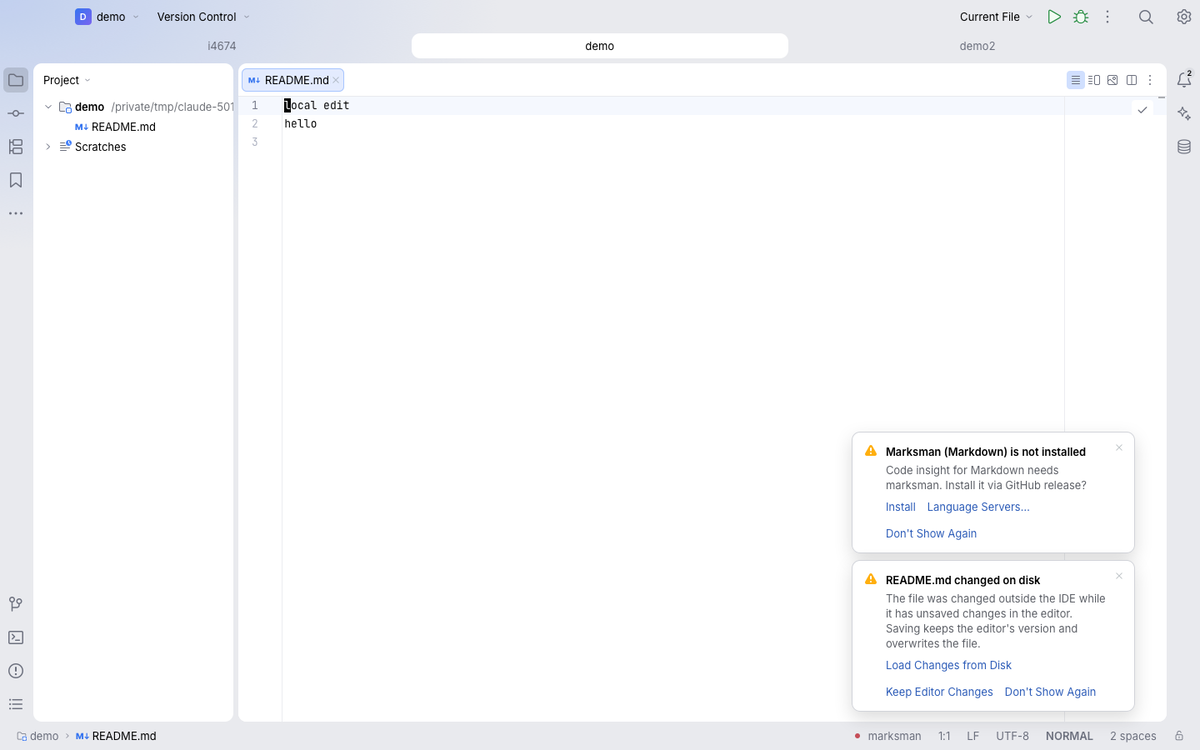 D demo
Version Control
Current File
i4674
demo
demo2
Project
README.md
2
demo /private/tmp/claude-501
README.md
Scratches
1 local edit
2 hello
3
Marksman (Markdown) is not installed
Code insight for Markdown needs
marksman. Install it via GitHub release?
Install Language Servers...
Don't Show Again
README.md changed on disk
The file was changed outside the IDE while
it has unsaved changes in the editor.
Saving keeps the editor's version and
overwrites the file.
Load Changes from Disk
Keep Editor Changes Don't Show Again
demo
README.md
marksman 1:1 LF UTF-8 NORMAL 2 spaces